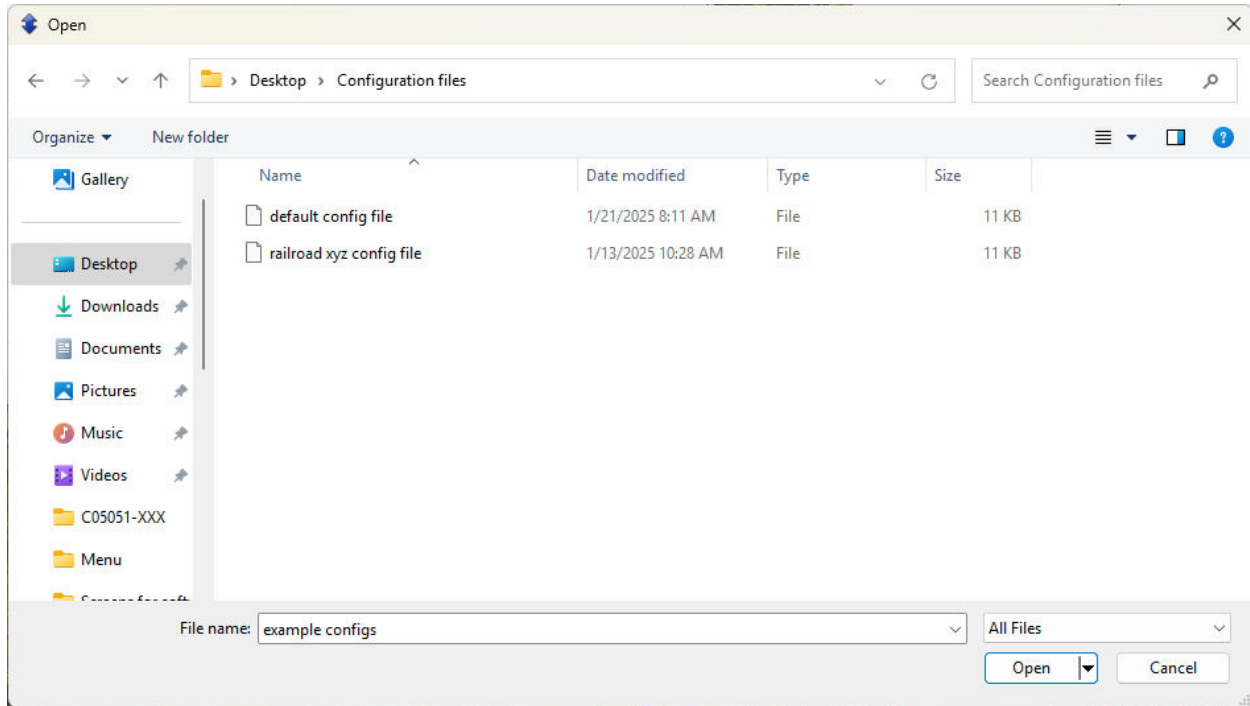 Open
Desktop > Configuration files
Search Configuration files
Organize
New folder
Gallery
Desktop
Downloads
Documents
Pictures
Music
Videos
C05051-XXX
Menu
Name
Date modified
Type
Size
default config file
1/21/2025 8:11 AM
File
11 KB
railroad xyz config file
1/13/2025 10:28 AM
File
11 KB
File name:
example configs
All Files
Open
Cancel